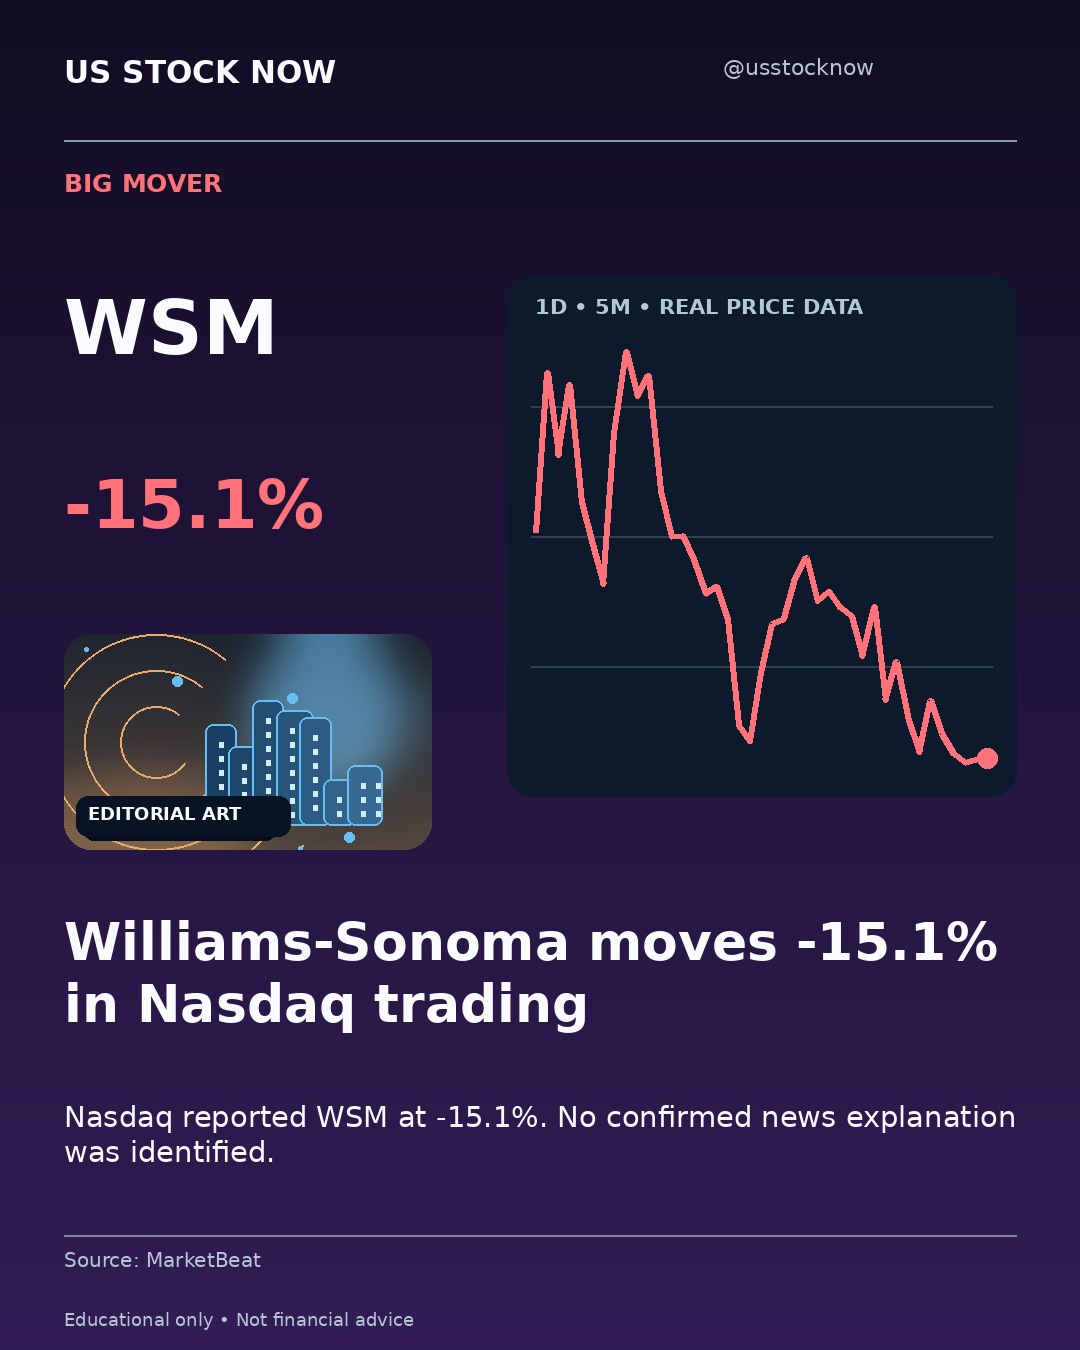 US STOCK NOW
@usstocknow
BIG MOVER
WSM
1D • 5M • REAL PRICE DATA
-15.1%
EDITORIAL ART
Williams-Sonoma moves -15.1%
in Nasdaq trading
Nasdaq reported WSM at -15.1%. No confirmed news explanation
was identified.
Source: MarketBeat
Educational only • Not financial advice